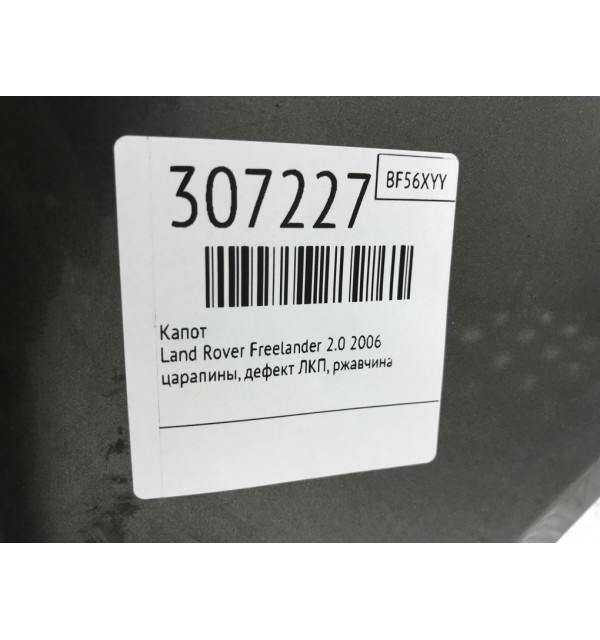 307227
BF56XYY
Капот
Land Rover Freelander 2.0 2006
царапины, дефект ЛКП, ржавчина